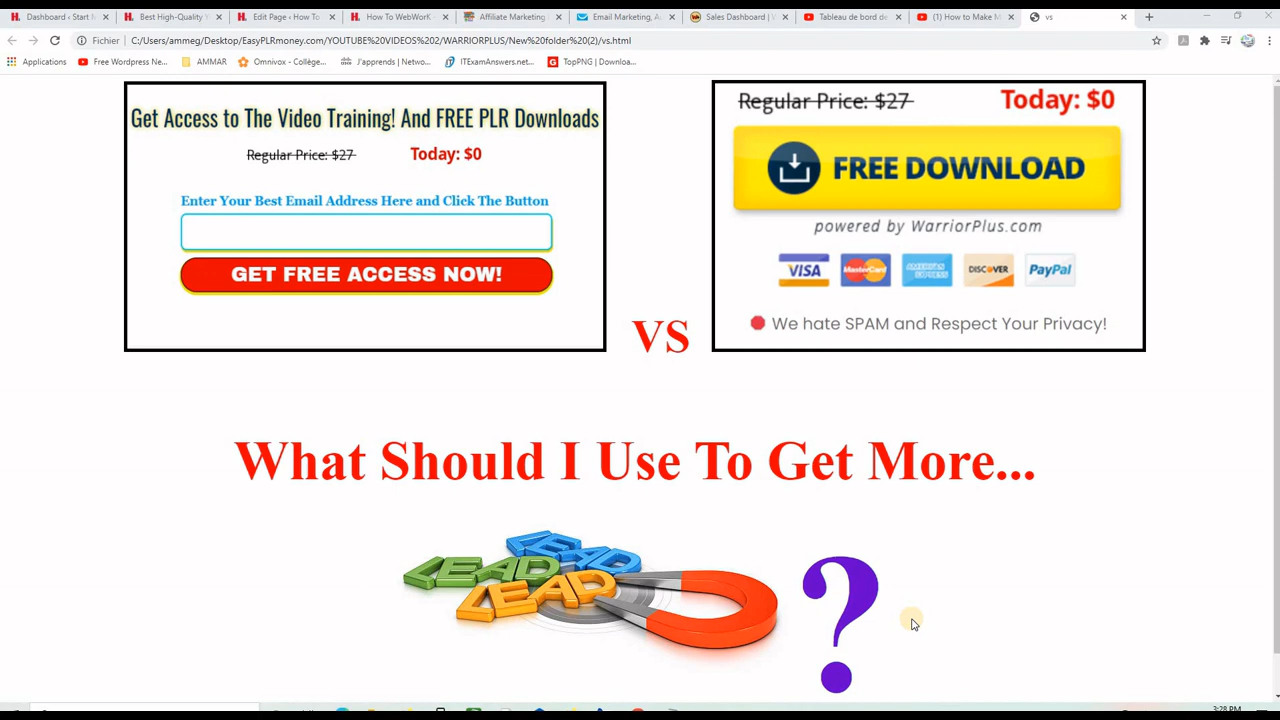 Dashboard ‹ Start M
Best High-Quality
Edit Page ‹ How To
How To WebWork
Affiliate Marketing
Email Marketing, Au
Sales Dashboard | W
Tableau de bord de
(1) How to Make M
vs
Fichier C:/Users/ammeg/Desktop/EasyPLRmoney.com/YOUTUBE%20VIDEOS%202/WARRIORPLUS/New%20folder%20(2)/vs.html
Applications
Free Wordpress Ne...
AMMAR
Omnivox - Collège...
J'apprends | Netwo...
ITExamAnswers.net...
TopPNG | Downloa...
Get Access to The Video Training! And FREE PLR Downloads
Regular Price: $27 Today: $0
Enter Your Best Email Address Here and Click The Button
GET FREE ACCESS NOW!
VS
Regular Price: $27 Today: $0
FREE DOWNLOAD
powered by WarriorPlus.com
VISA MasterCard AMERICAN EXPRESS DISCOVER PayPal
We hate SPAM and Respect Your Privacy!
What Should I Use To Get More...
LEAD
LEAD
LEAD
?
3:28 PM